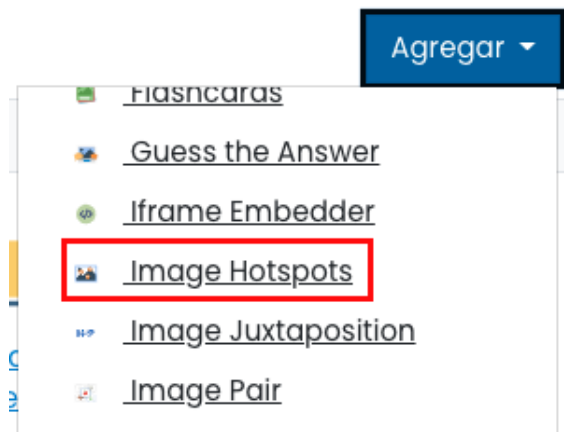 Agregar
Flashcards
Guess the Answer
Iframe Embedder
Image Hotspots
Image Juxtaposition
Image Pair